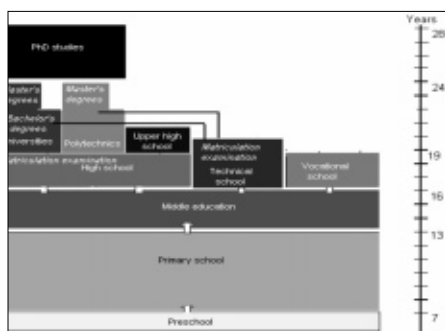 Years
28
PhD studies
24
Master's
degrees
Master's
degrees
Bachelor's
degrees
Universities
Polytechnics
Upper high
school
Matriculation
examination
Matriculation examination
19
High school
Technical
school
Vocational
school
16
Middle education
13
Primary school
7
Preschool